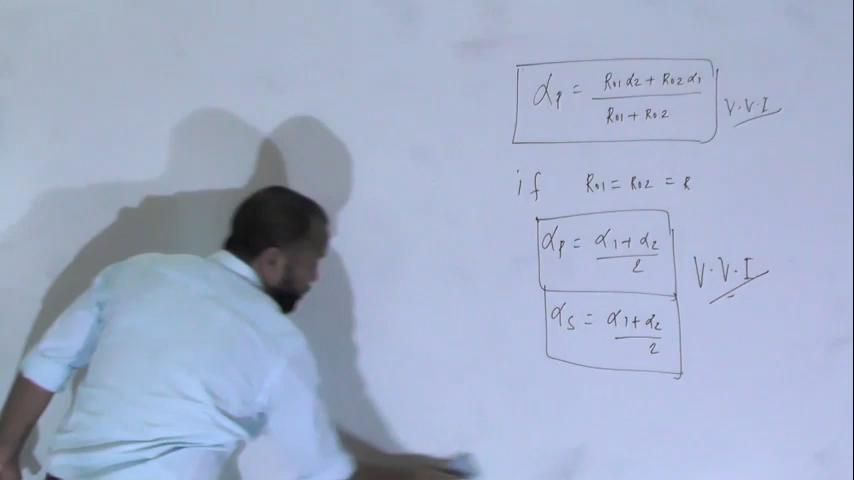 αp = R01 α2 + R02 α1 / R01 + R02 V.V.I
if R01 = R02 = R
αp = α1 + α2 / 2 V.V.I
αs = α1 + α2 / 2